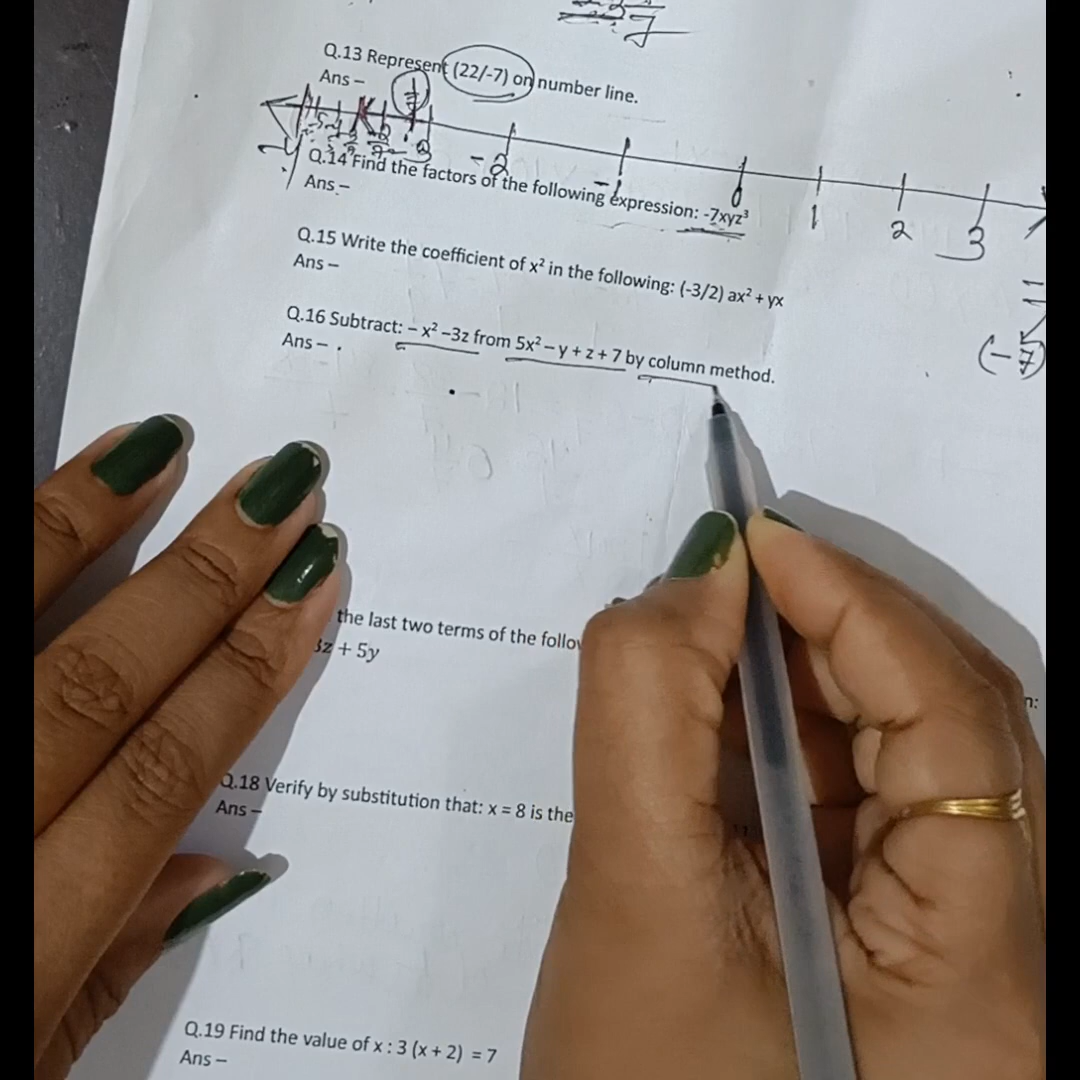 Q.13 Represent (22/-7) on number line.
Ans –
-2 -1 0 1 2 3
Q.14 Find the factors of the following expression: -7xyz³
Ans –
Q.15 Write the coefficient of x² in the following: (-3/2) ax² + yx
Ans –
Q.16 Subtract: – x² –3z from 5x² – y + z + 7 by column method.
Ans –
(-7)
the last two terms of the
3z + 5y
Q.18 Verify by substitution that: x = 8 is the
Ans –
Q.19 Find the value of x : 3 (x + 2) = 7
Ans –